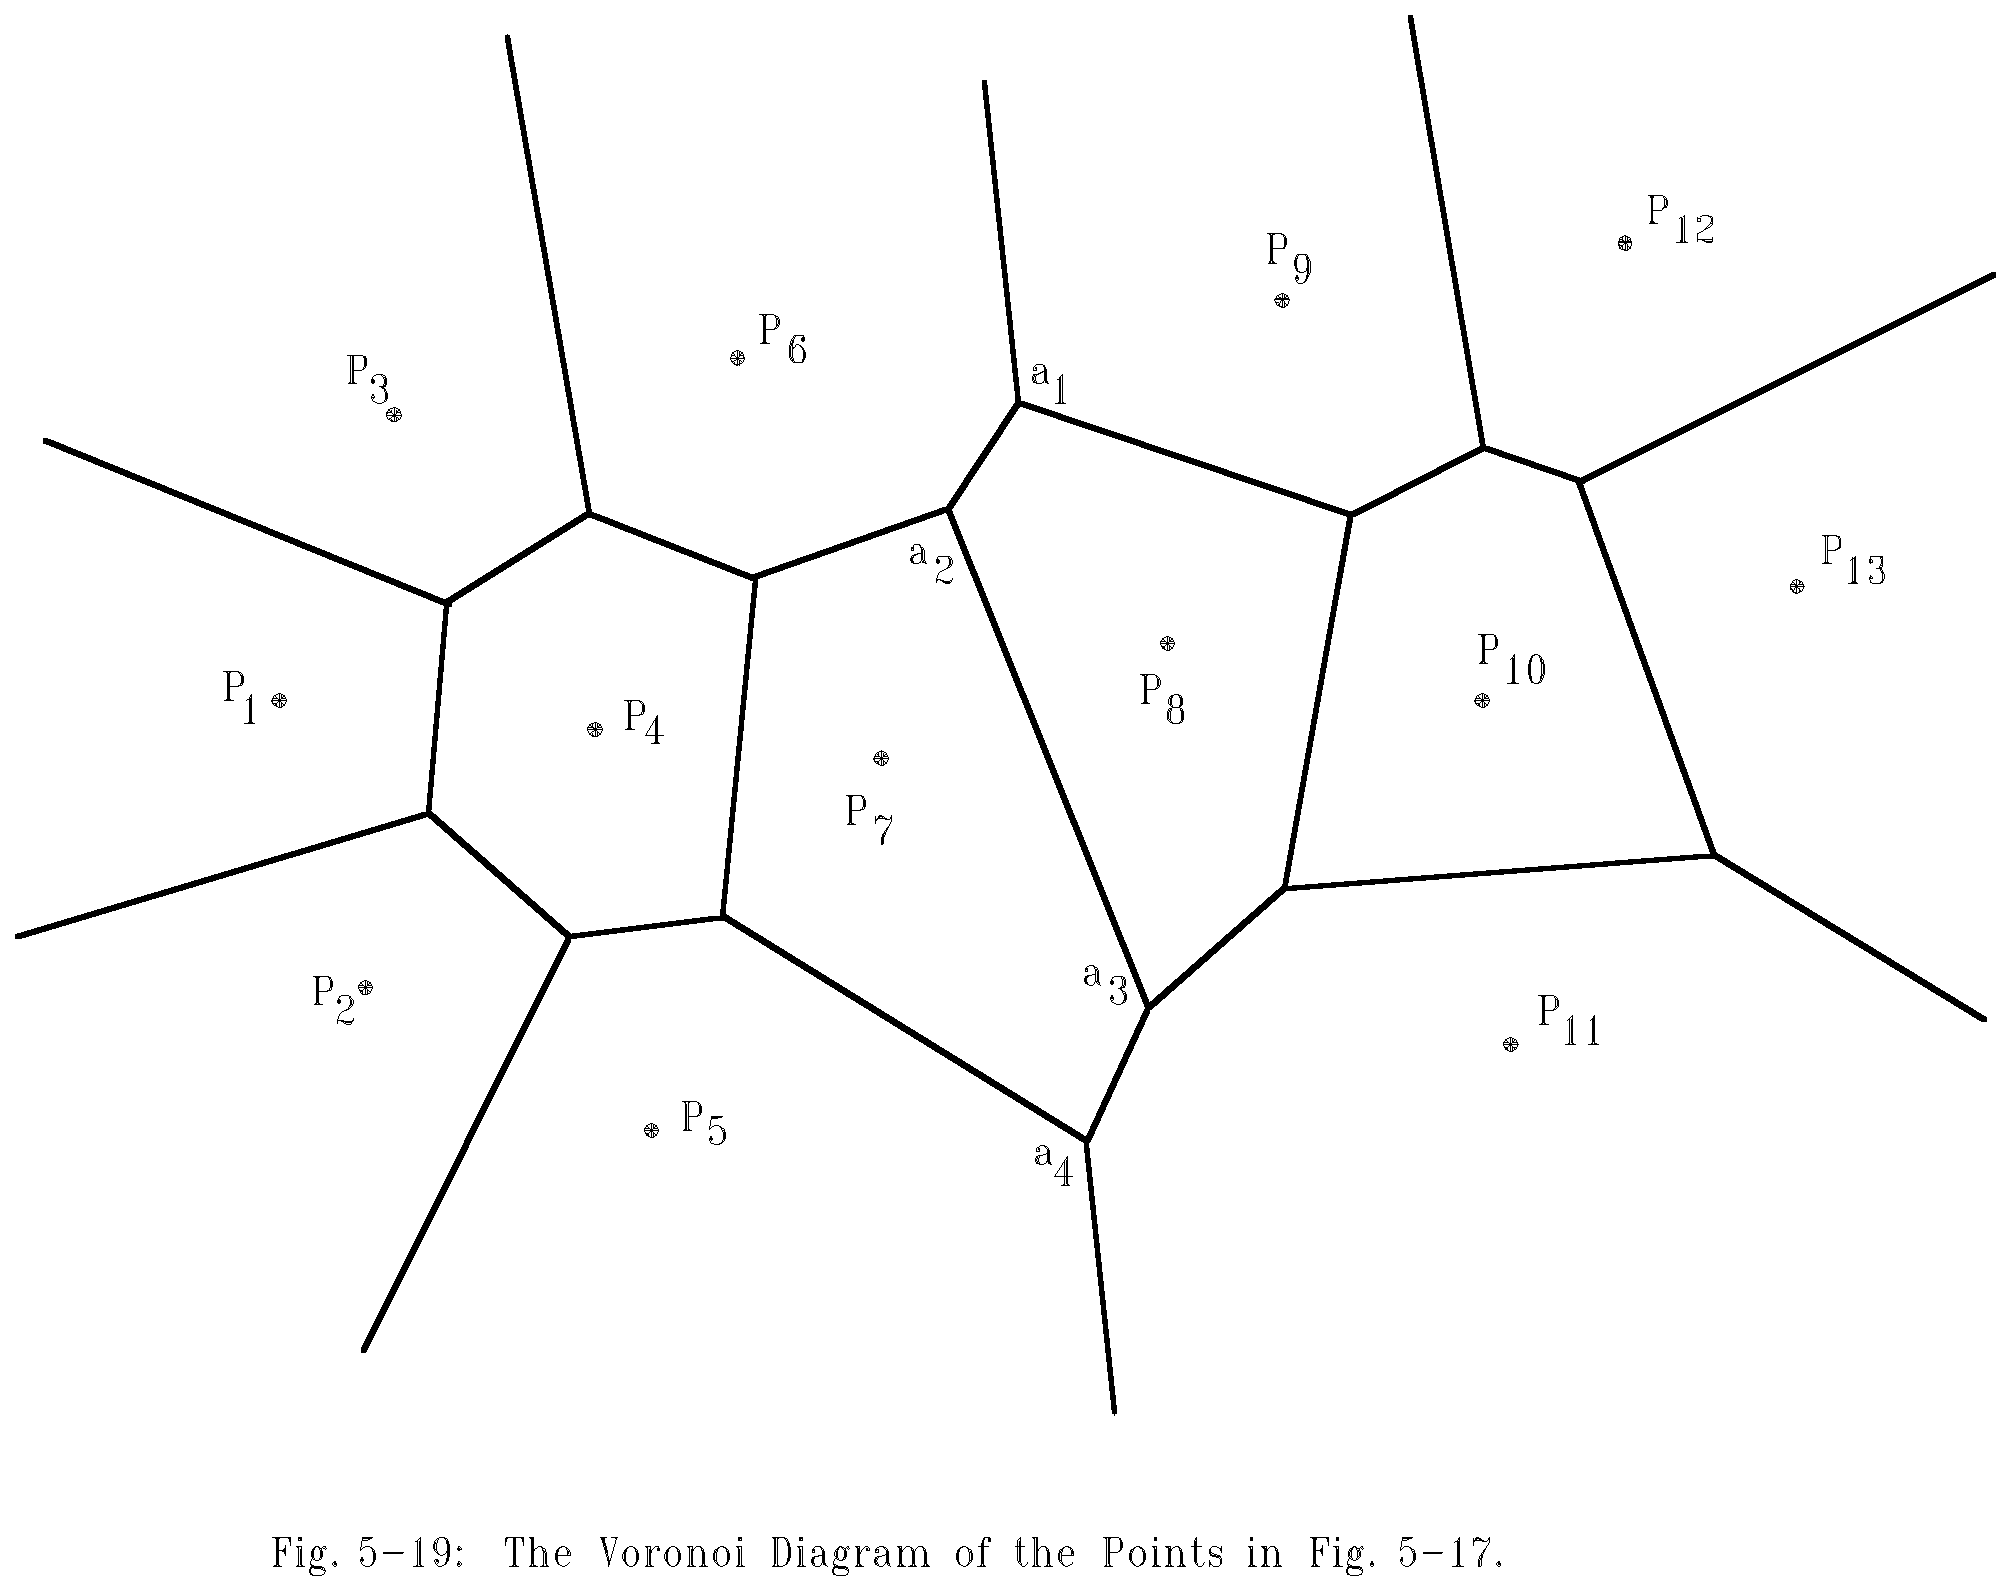 P12
P9
P6
P3
a1
a2
P13
P10
P1
P8
P4
P7
a3
P2
P11
P5
a4
Fig. 5-19: The Voronoi Diagram of the Points in Fig. 5-17.